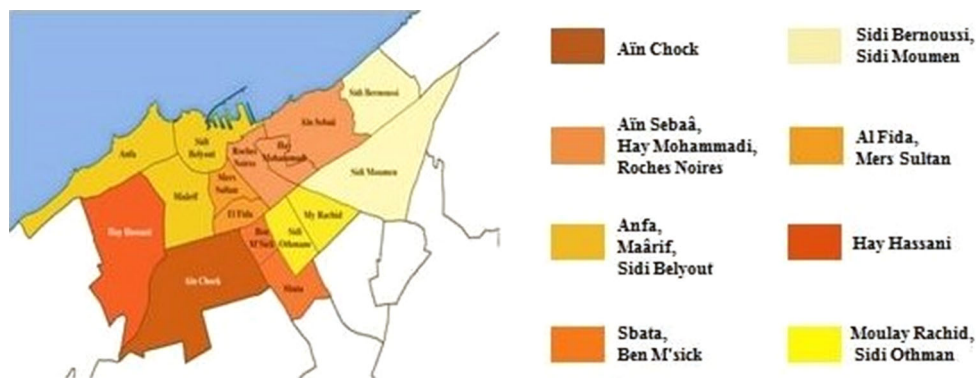 Sidi Bernoussi
Aïn Sebaâ
Anfa
Sidi
Belyout
Roches
Noires
Hay
Mohammadi
Sidi Moumen
Mers
Sultan
Maârif
El Fida
My Rachid
Hay Hassani
Ben
M'Sick
Sidi
Othmane
Aïn Chock
Sbata
Aïn Chock
Aïn Sebaâ,
Hay Mohammadi,
Roches Noires
Anfa,
Maârif,
Sidi Belyout
Sbata,
Ben M'sick
Sidi Bernoussi,
Sidi Moumen
Al Fida,
Mers Sultan
Hay Hassani
Moulay Rachid,
Sidi Othman